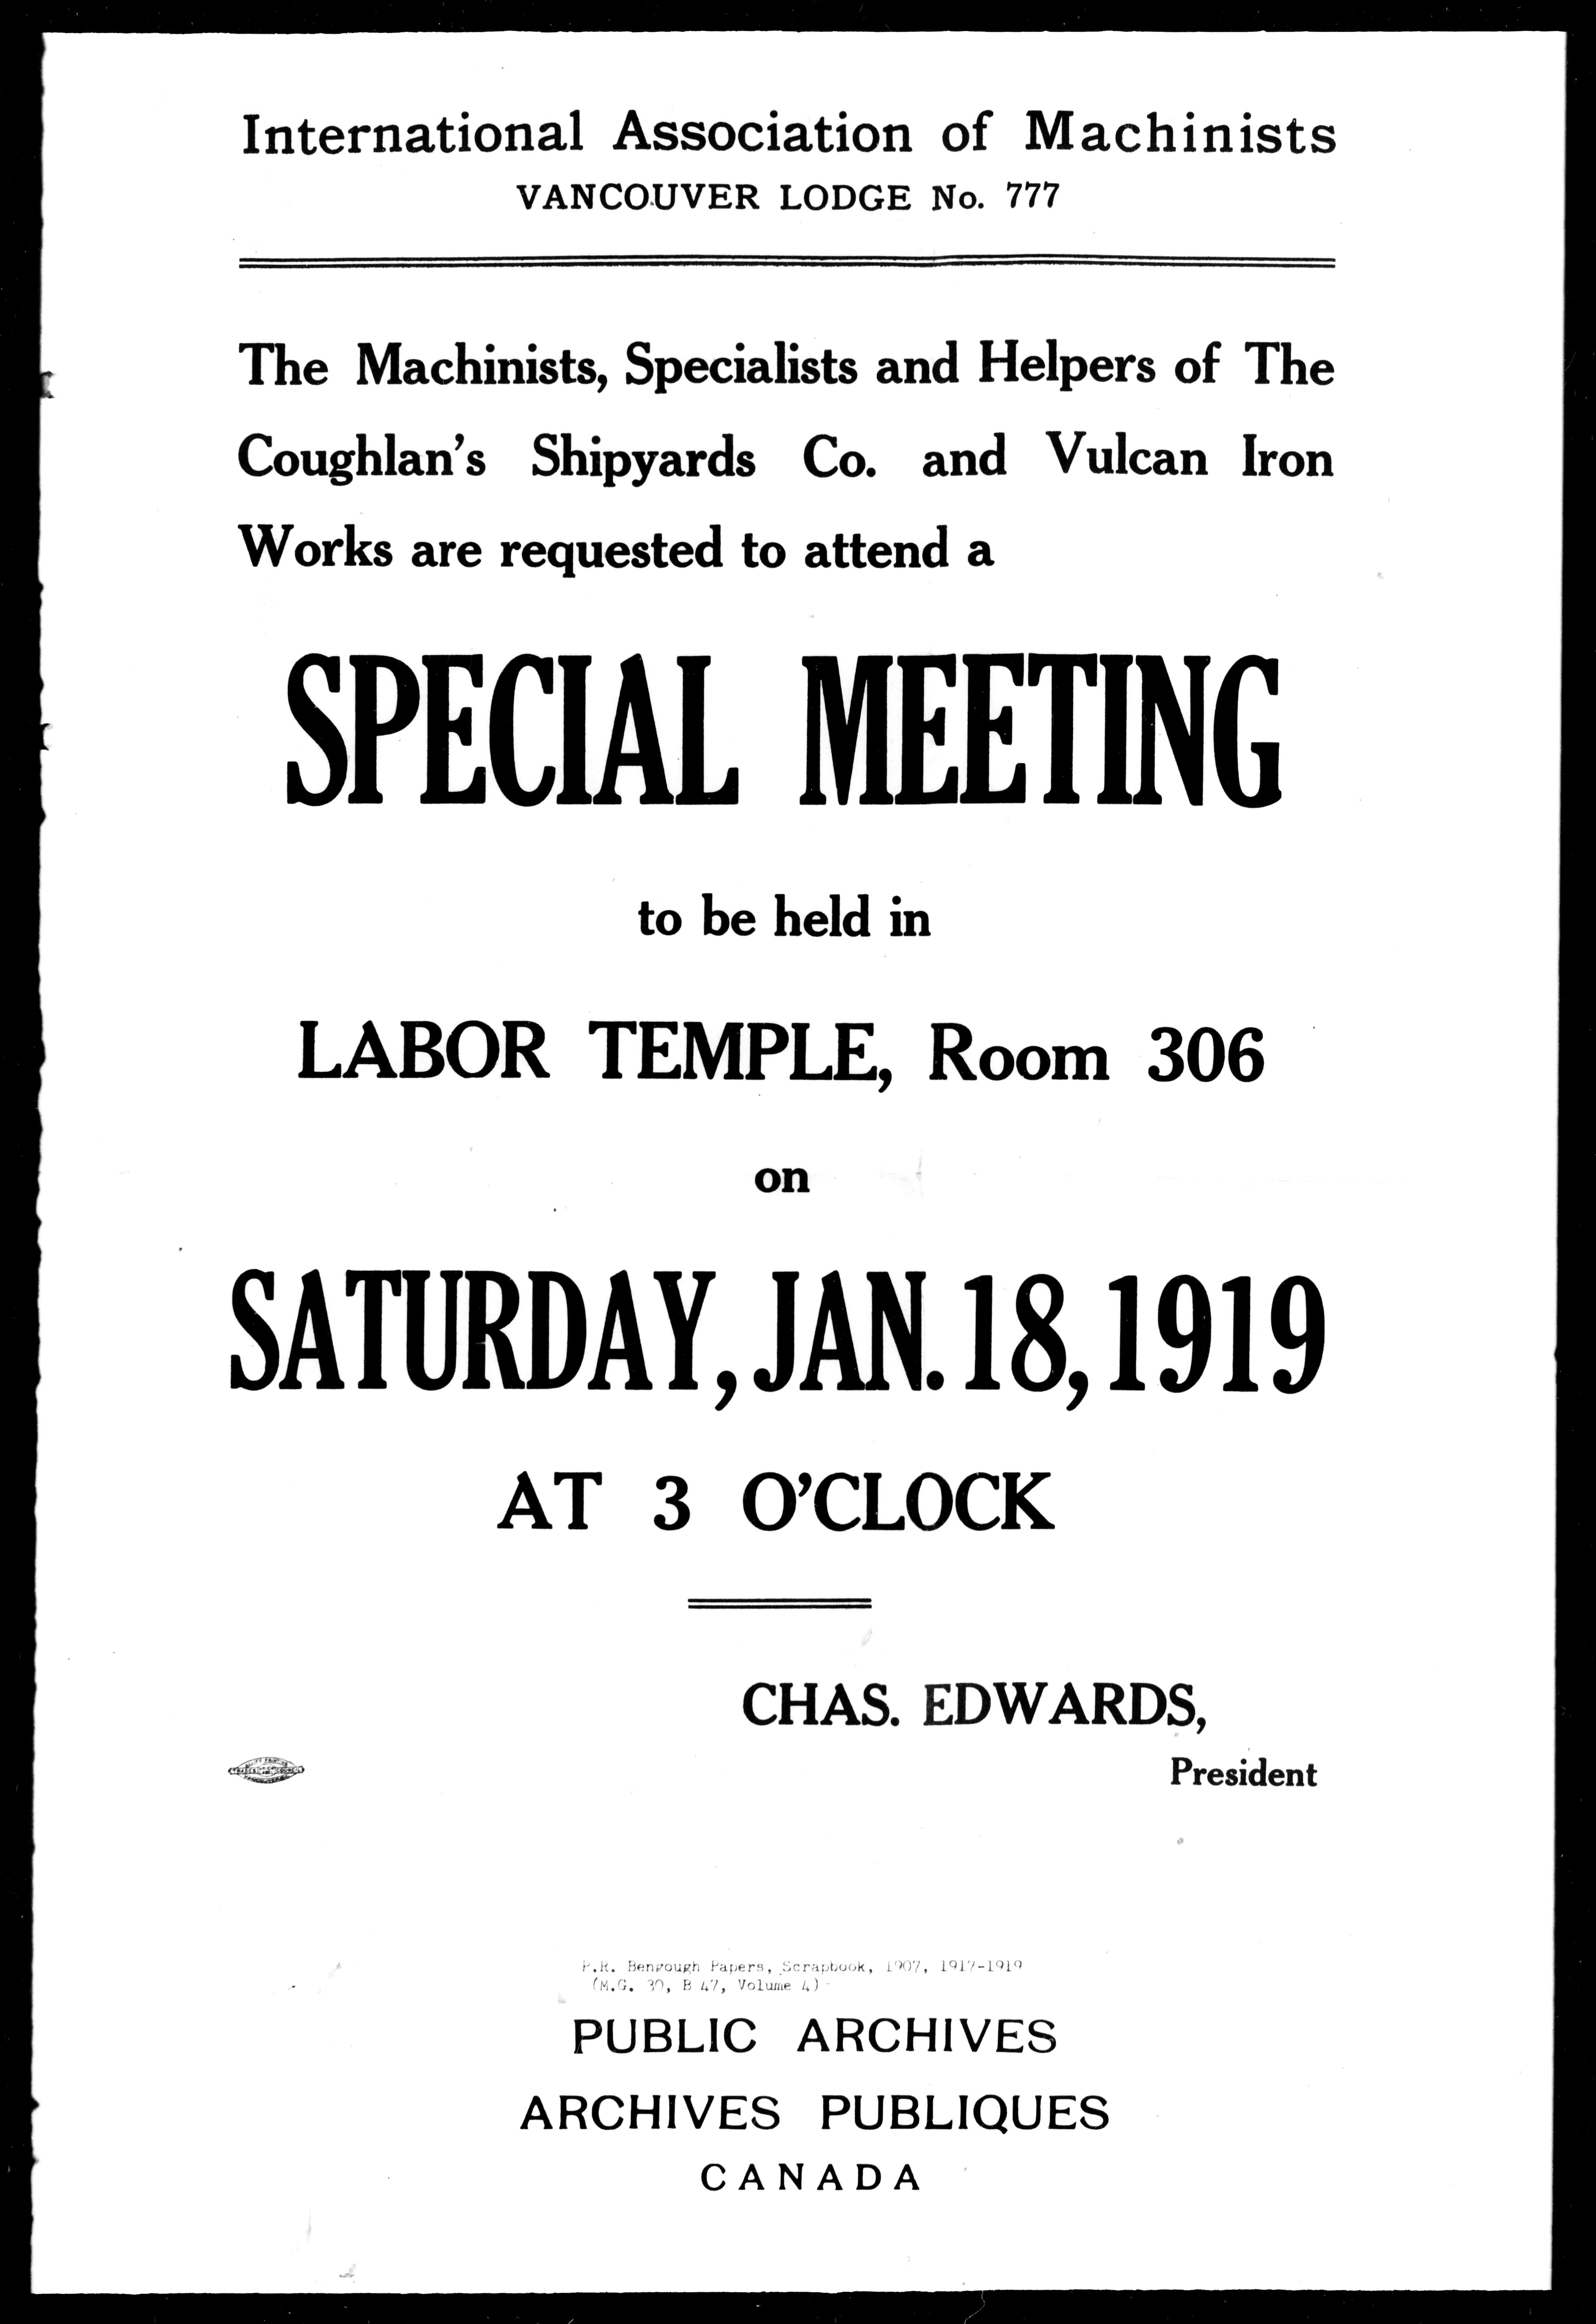 International Association of Machinists
VANCOUVER LODGE No. 777
The Machinists, Specialists and Helpers of The
Coughlan's Shipyards Co. and Vulcan Iron
Works are requested to attend a
SPECIAL MEETING
to be held in
LABOR TEMPLE, Room 306
on
SATURDAY, JAN. 18, 1919
AT 3 O'CLOCK
CHAS. EDWARDS,
President
P.R. Bengough Papers, Scrapbook, 1907, 1917-1919
(M.G. 30, B 47, Volume 4)
PUBLIC ARCHIVES
ARCHIVES PUBLIQUES
CANADA